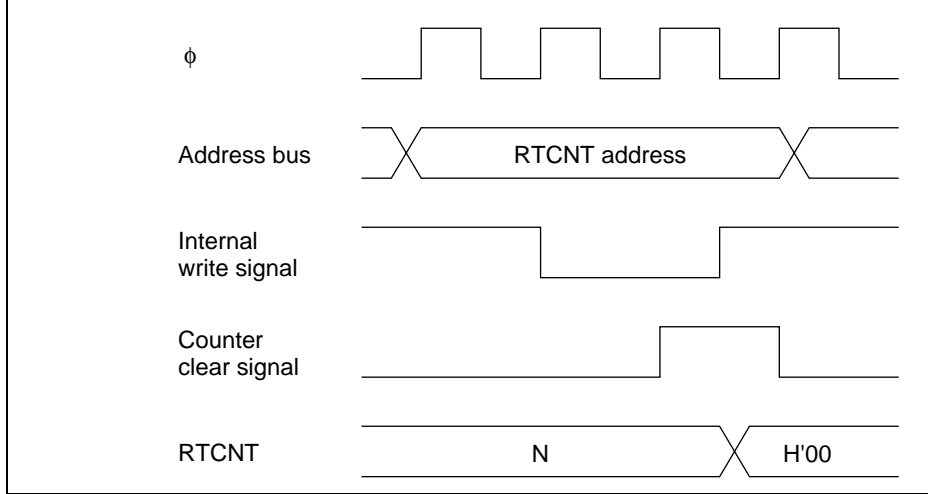 ϕ
Address bus
RTCNT address
Internal
write signal
Counter
clear signal
RTCNT
N
H'00